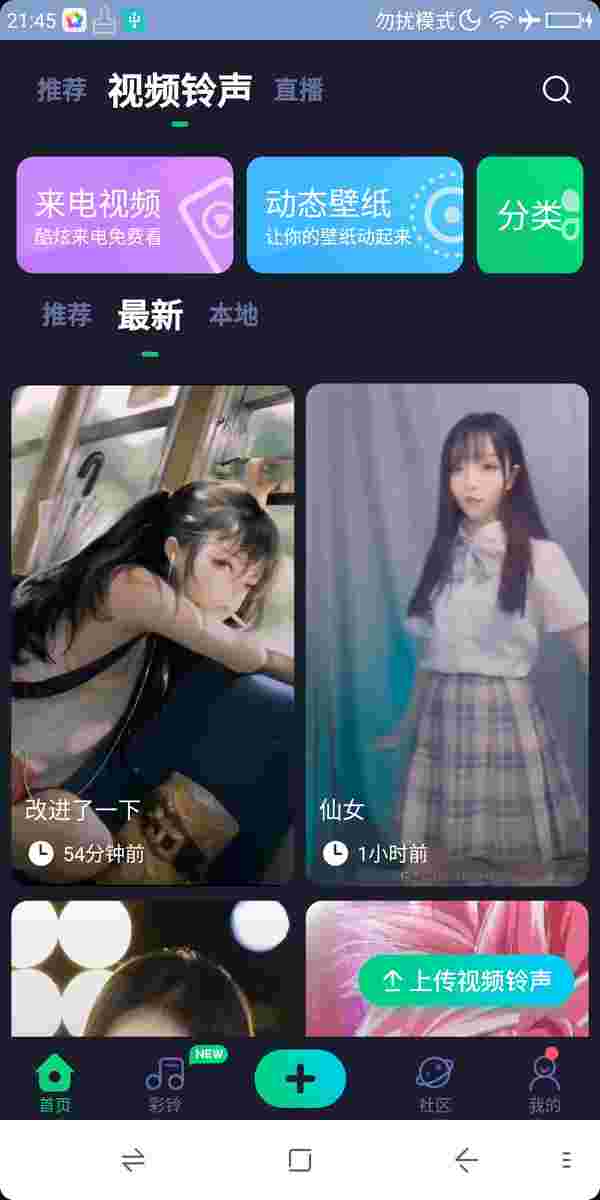 21:45 勿扰模式
推荐 视频铃声 直播
来电视频
酷炫来电免费看
动态壁纸
让你的壁纸动起来
分类
推荐 最新 本地
改进了一下
54分钟前
仙女
1小时前
上传视频铃声
NEW
首页 彩铃 社区 我的